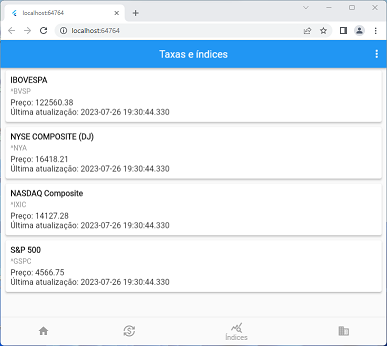 localhost:64764
localhost:64764
Taxas e índices
IBOVESPA
^BVSP
Preço: 122560.38
Última atualização: 2023-07-26 19:30:44.330
NYSE COMPOSITE (DJ)
^NYA
Preço: 16418.21
Última atualização: 2023-07-26 19:30:44.330
NASDAQ Composite
^IXIC
Preço: 14127.28
Última atualização: 2023-07-26 19:30:44.330
S&P 500
^GSPC
Preço: 4566.75
Última atualização: 2023-07-26 19:30:44.330
Índices